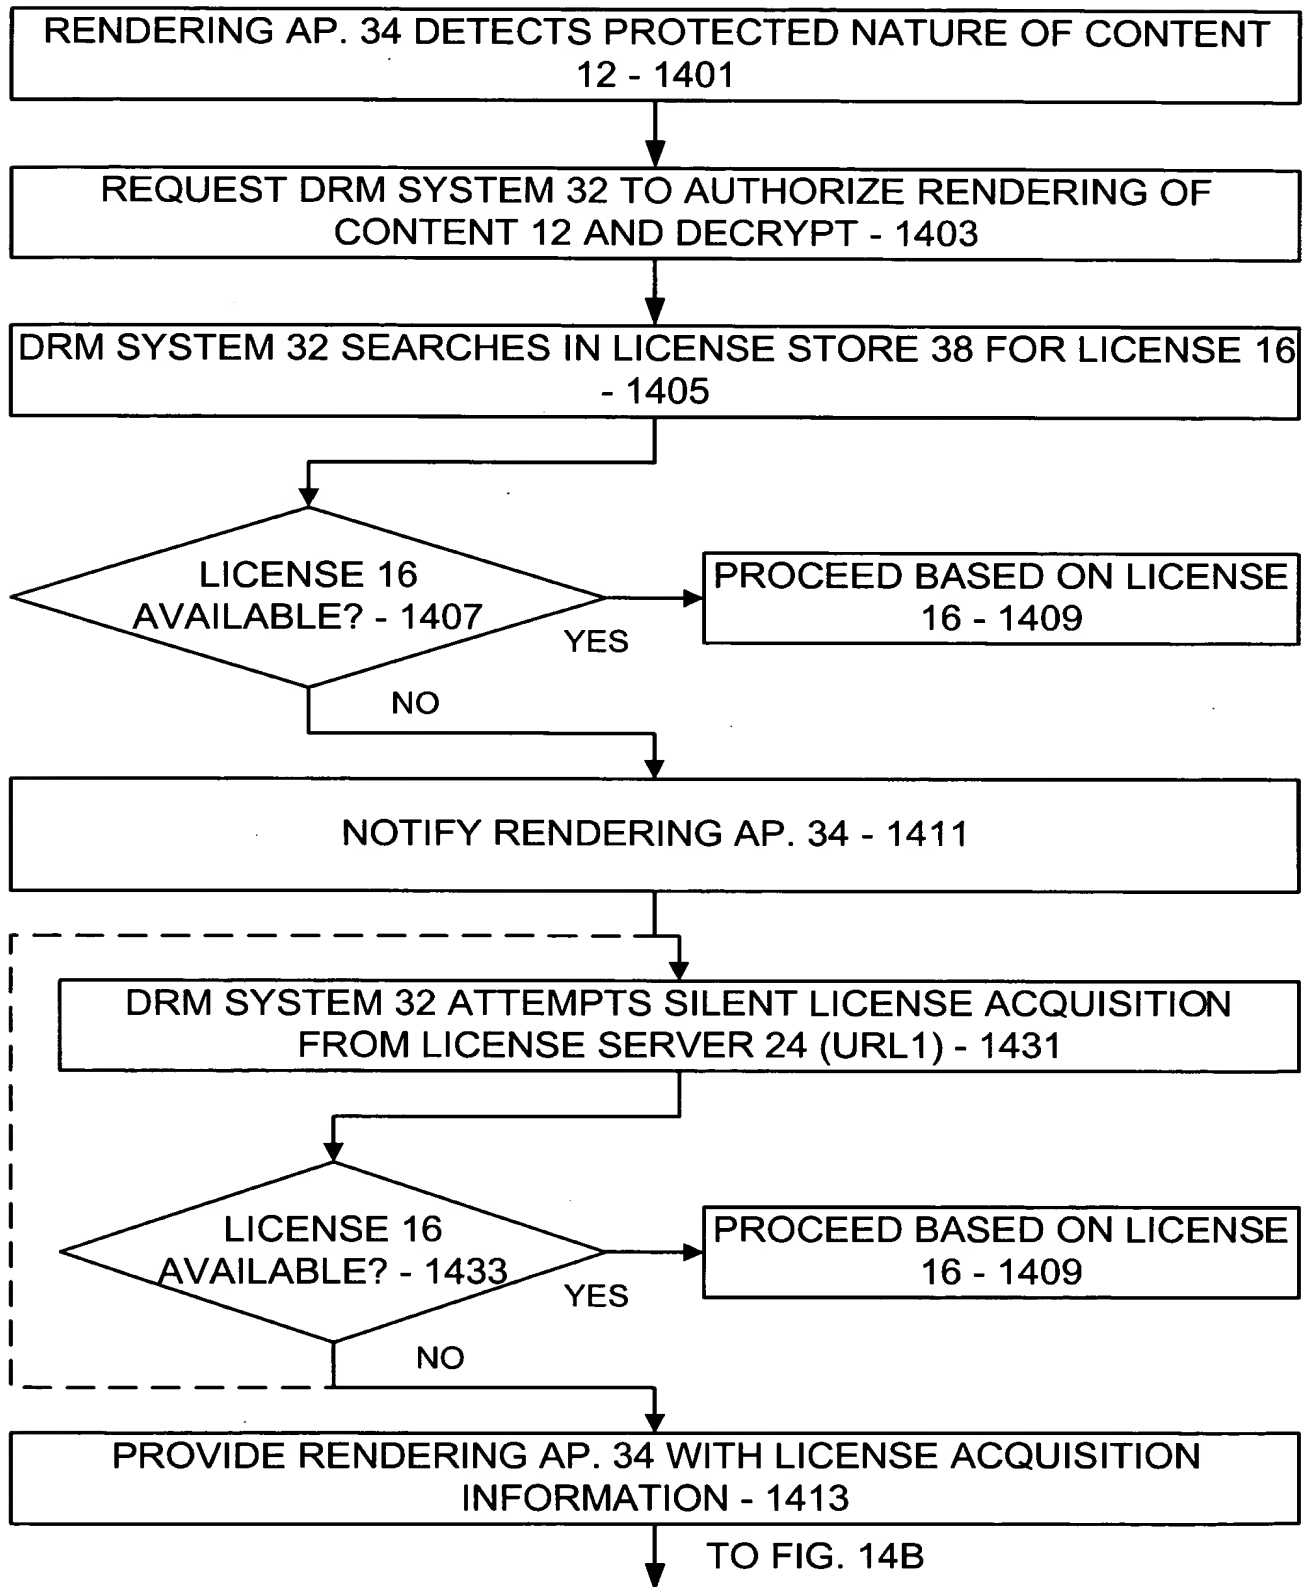 RENDERING AP. 34 DETECTS PROTECTED NATURE OF CONTENT
12 - 1401
REQUEST DRM SYSTEM 32 TO AUTHORIZE RENDERING OF
CONTENT 12 AND DECRYPT - 1403
DRM SYSTEM 32 SEARCHES IN LICENSE STORE 38 FOR LICENSE 16
- 1405
LICENSE 16
AVAILABLE? - 1407
YES
PROCEED BASED ON LICENSE
16 - 1409
NO
NOTIFY RENDERING AP. 34 - 1411
DRM SYSTEM 32 ATTEMPTS SILENT LICENSE ACQUISITION
FROM LICENSE SERVER 24 (URL1) - 1431
LICENSE 16
AVAILABLE? - 1433
YES
PROCEED BASED ON LICENSE
16 - 1409
NO
PROVIDE RENDERING AP. 34 WITH LICENSE ACQUISITION
INFORMATION - 1413
TO FIG. 14B